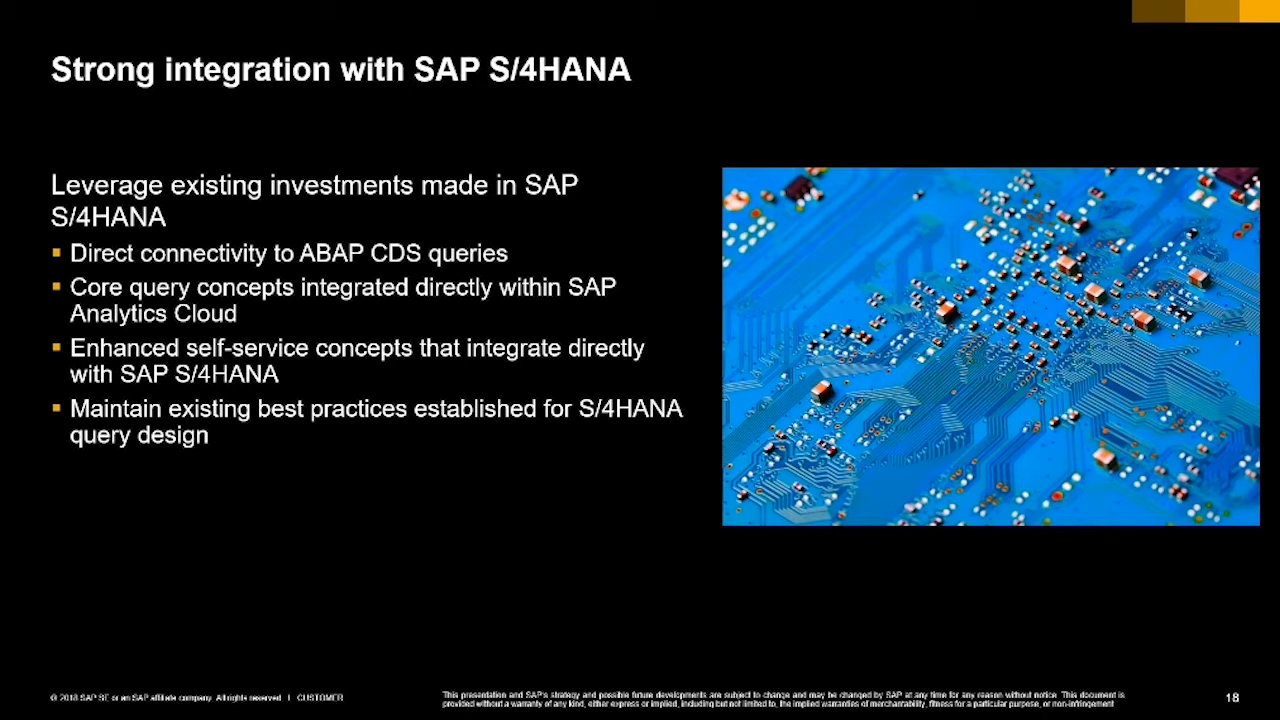 Strong integration with SAP S/4HANA
Leverage existing investments made in SAP
S/4HANA
▪ Direct connectivity to ABAP CDS queries
▪ Core query concepts integrated directly within SAP
Analytics Cloud
▪ Enhanced self-service concepts that integrate directly
with SAP S/4HANA
▪ Maintain existing best practices established for S/4HANA
query design
© 2018 SAP SE or an SAP affiliate company. All rights reserved. I CUSTOMER
This presentation and SAP's strategy and possible future developments are subject to change and may be changed by SAP at any time for any reason without notice. This document is
provided without a warranty of any kind, either express or implied, including but not limited to, the implied warranties of merchantability, fitness for a particular purpose, or non-infringement
18